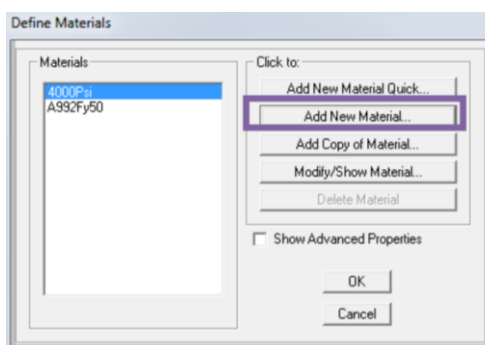 Define Materials
Materials
4000Psi
A992Fy50
Click to:
Add New Material Quick...
Add New Material...
Add Copy of Material...
Modify/Show Material...
Delete Material
Show Advanced Properties
OK
Cancel